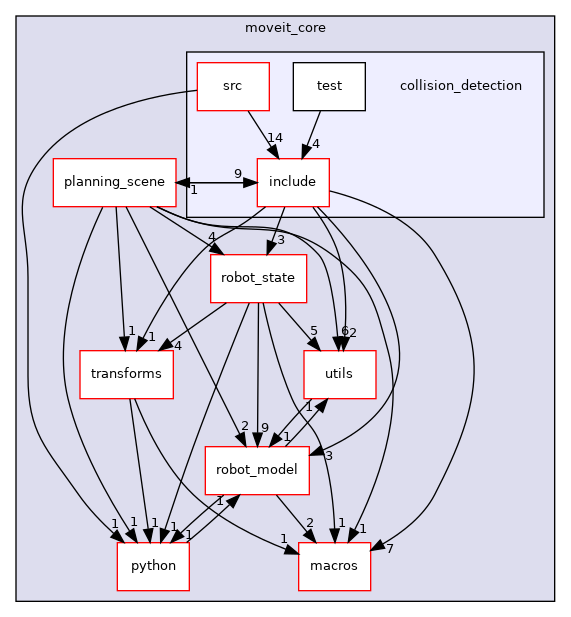 moveit_core
src
test
collision_detection
14
4
planning_scene
9
include
1
4
3
robot_state
1
1
4
5
6
2
transforms
utils
1
2
9
1
robot_model
3
1
1
1
1
1
1
2
1
1
1
7
python
macros